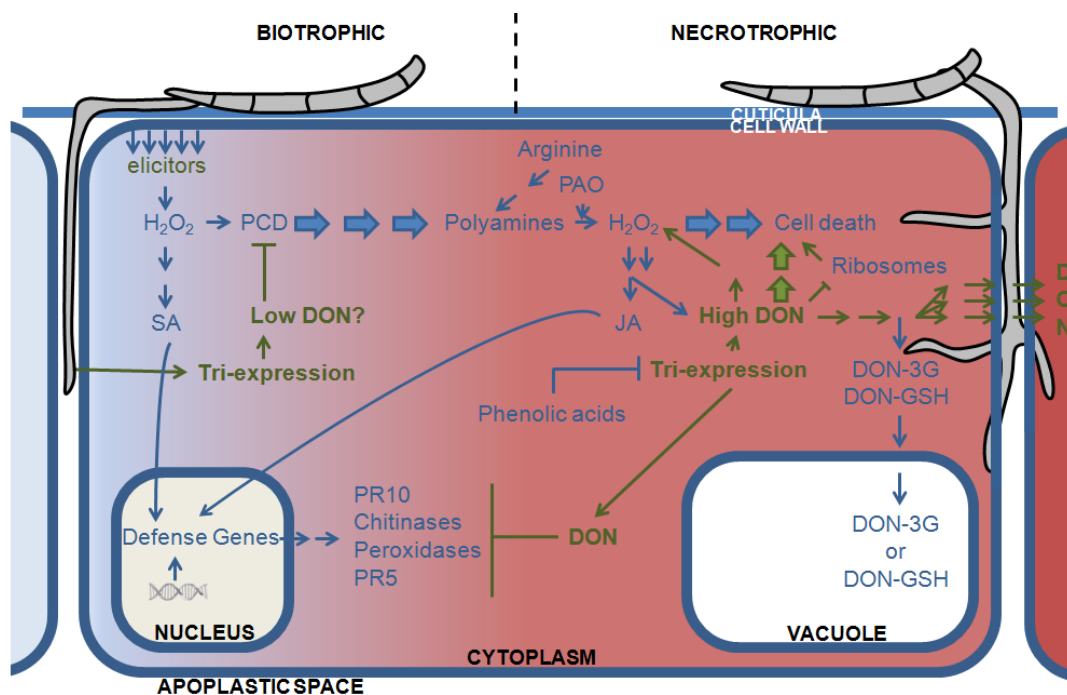 BIOTROPHIC
NECROTROPHIC
CUTICULA
CELL WALL
elicitors
Arginine
PAO
H₂O₂
PCD
Polyamines
H₂O₂
Cell death
Ribosomes
SA
Low DON?
JA
High DON
D
O
N
Tri-expression
Tri-expression
DON-3G
DON-GSH
Phenolic acids
PR10
Chitinases
Peroxidases
PR5
Defense Genes
DON
DON-3G
or
DON-GSH
NUCLEUS
VACUOLE
CYTOPLASM
APOPLASTIC SPACE